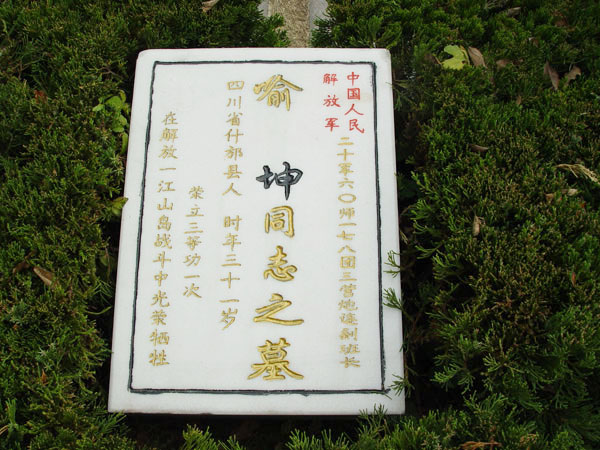 中国人民
解放军
二十军六〇师一七八团三营炮连副班长
喻坤同志之墓
四川省什邡县人 时年二十一岁
荣立三等功一次
在解放一江山岛战斗中光荣牺牲